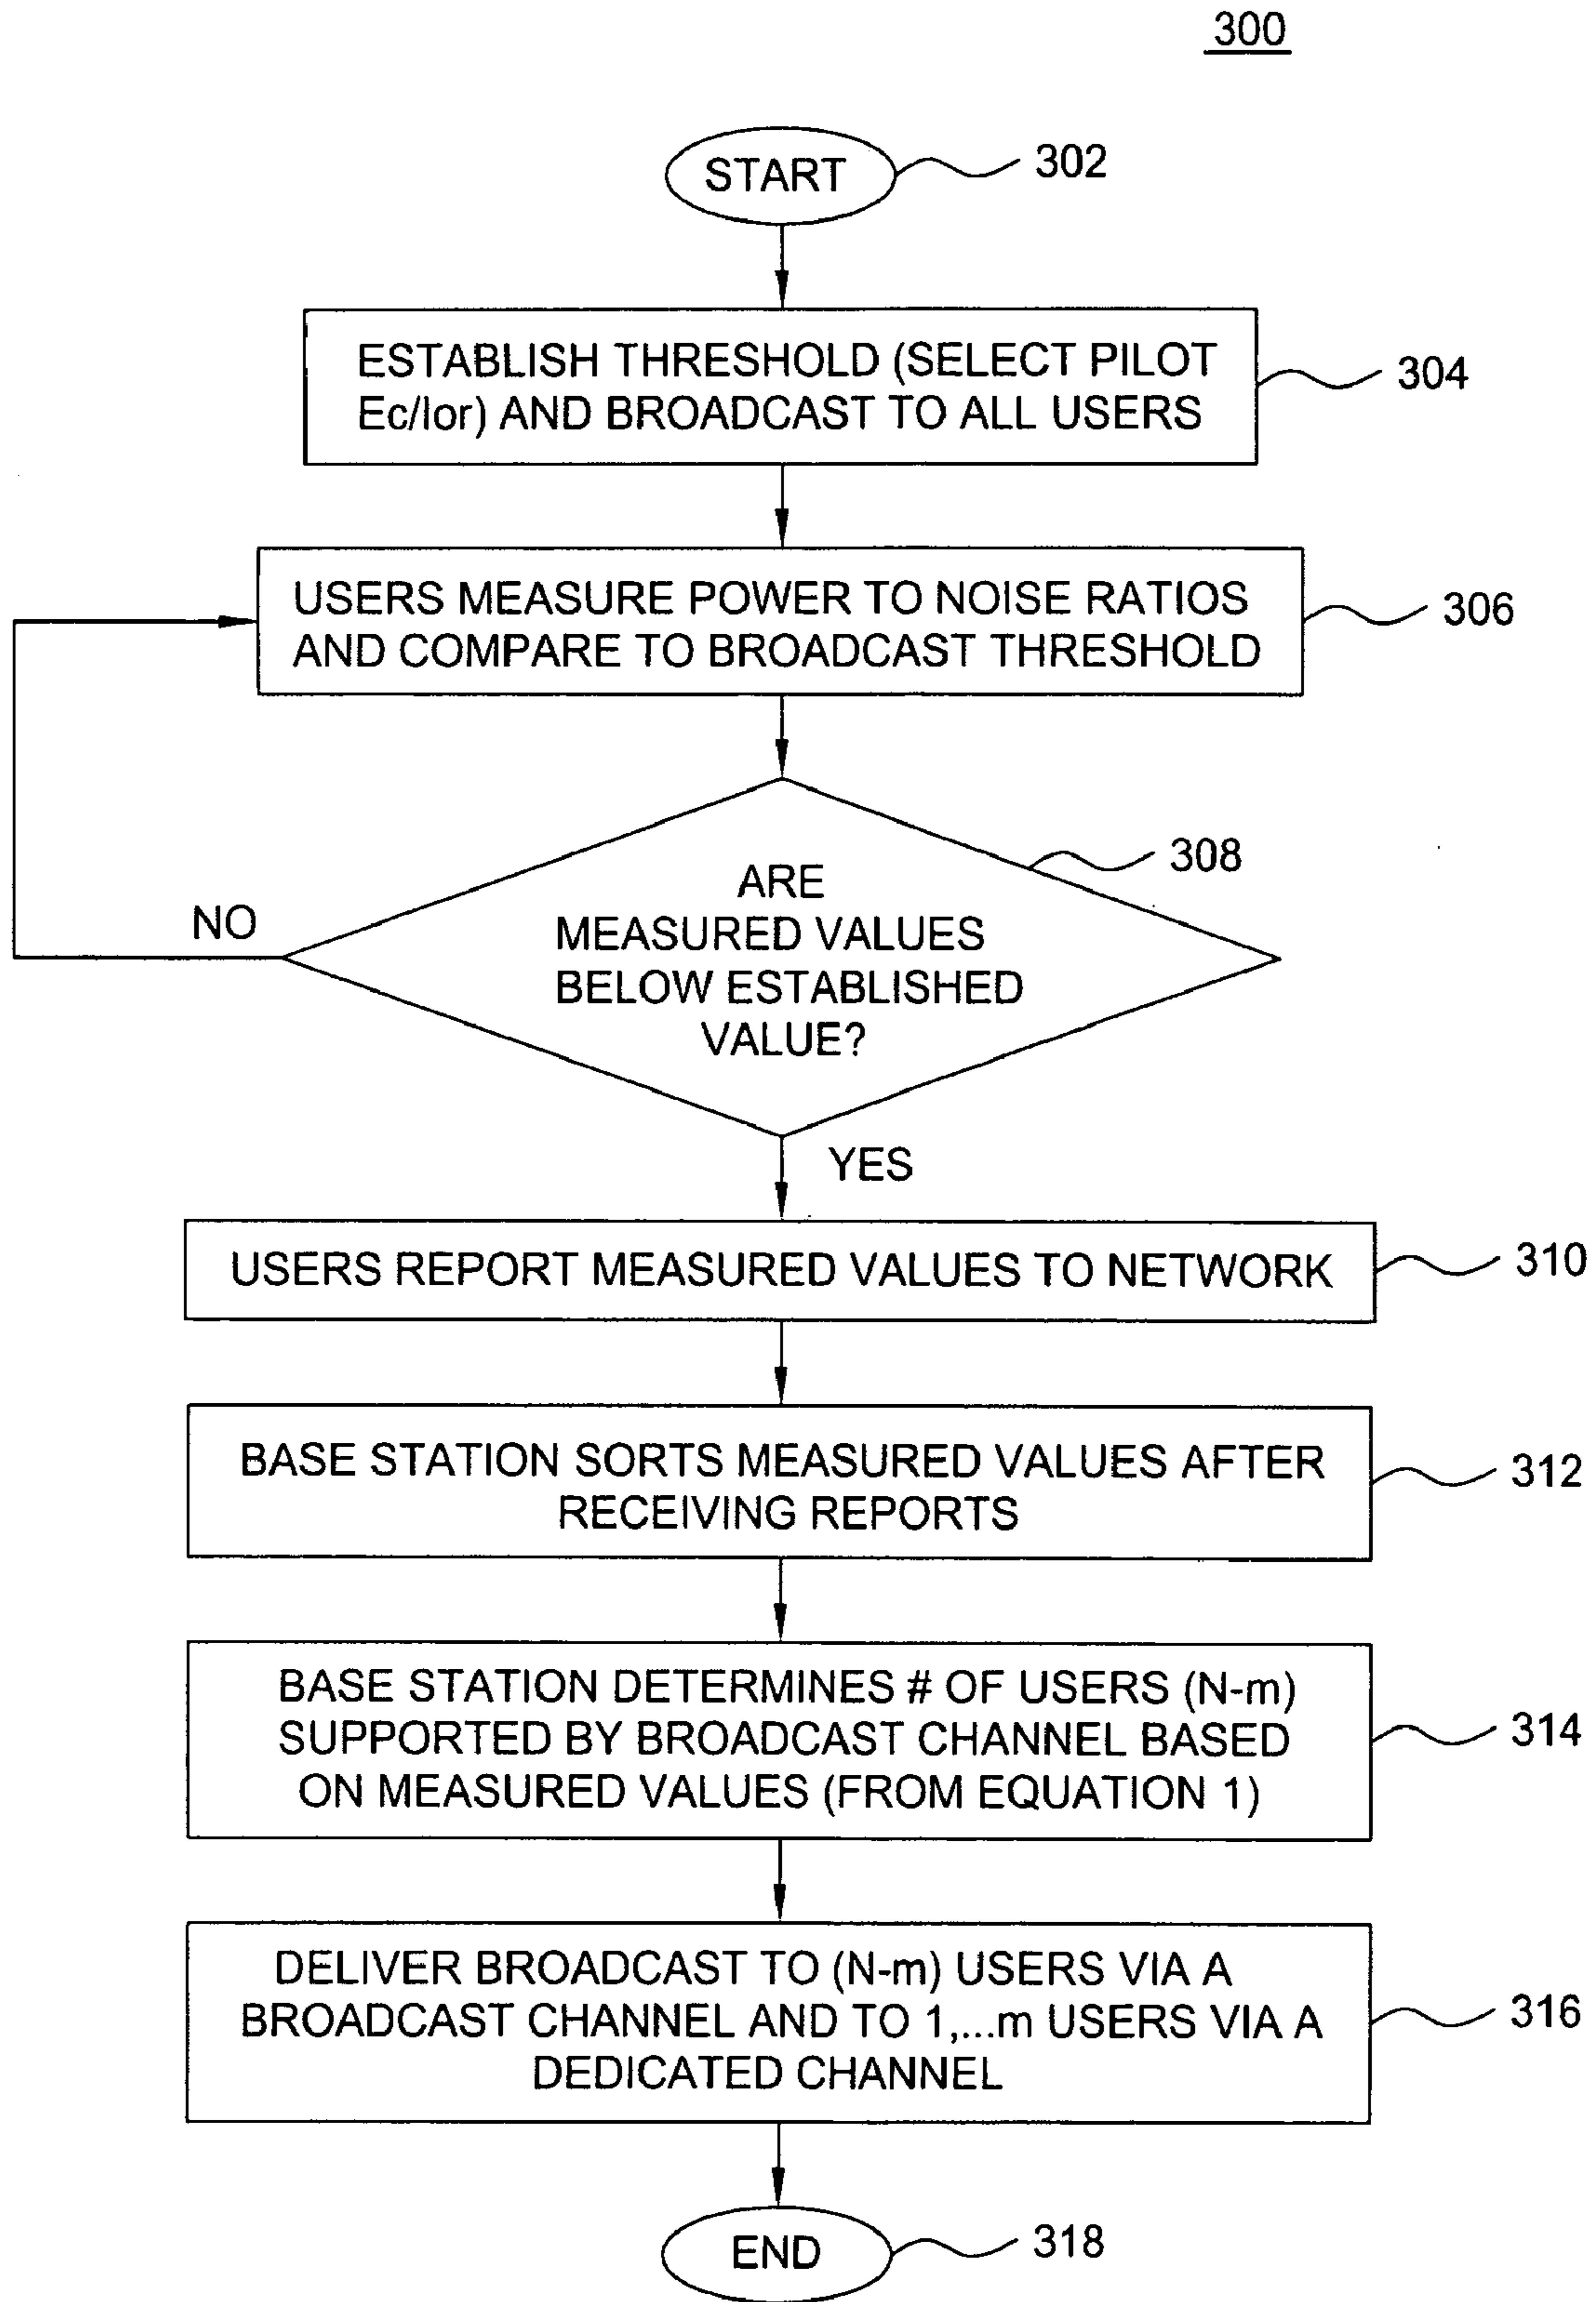 300
START
302
ESTABLISH THRESHOLD (SELECT PILOT
Ec/Ior) AND BROADCAST TO ALL USERS
304
USERS MEASURE POWER TO NOISE RATIOS
AND COMPARE TO BROADCAST THRESHOLD
306
ARE
MEASURED VALUES
BELOW ESTABLISHED
VALUE?
308
NO
YES
USERS REPORT MEASURED VALUES TO NETWORK
310
BASE STATION SORTS MEASURED VALUES AFTER
RECEIVING REPORTS
312
BASE STATION DETERMINES # OF USERS (N-m)
SUPPORTED BY BROADCAST CHANNEL BASED
ON MEASURED VALUES (FROM EQUATION 1)
314
DELIVER BROADCAST TO (N-m) USERS VIA A
BROADCAST CHANNEL AND TO 1,...m USERS VIA A
DEDICATED CHANNEL
316
END
318